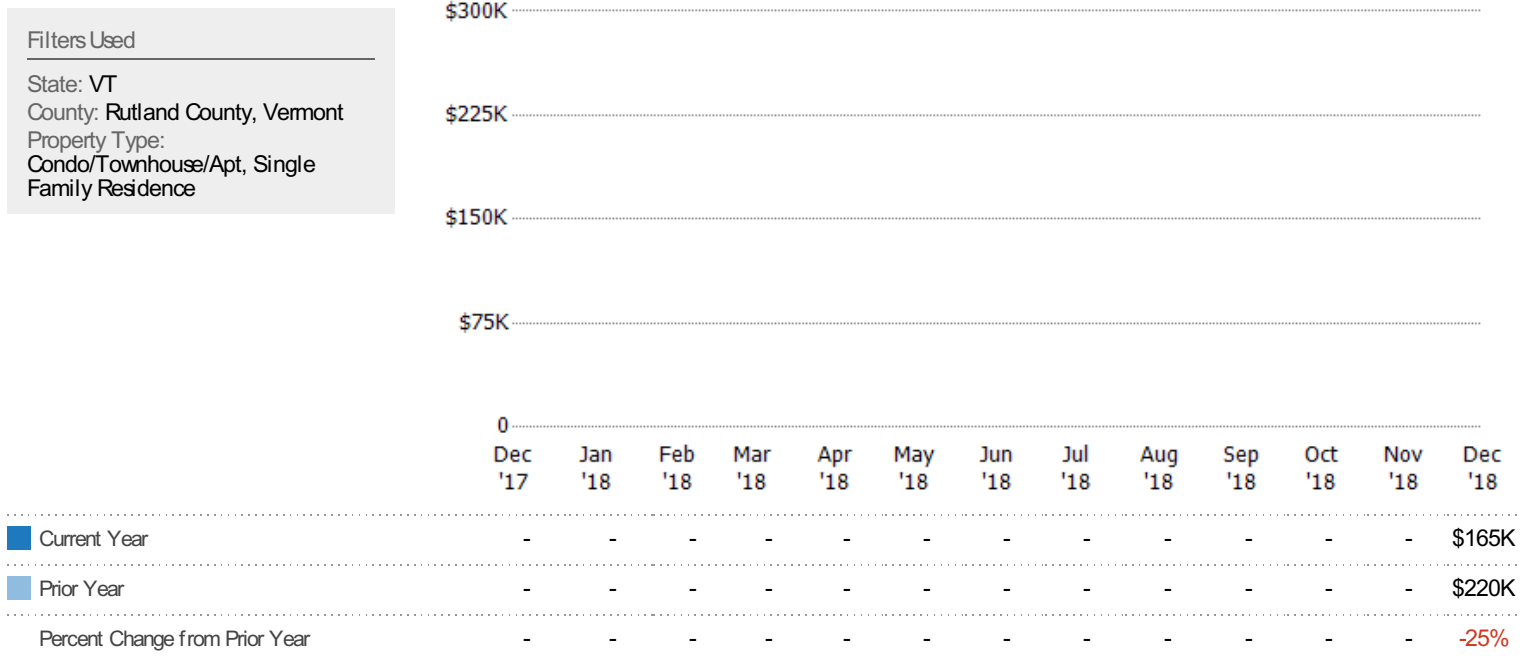 Filters Used
State: VT
County: Rutland County, Vermont
Property Type:
Condo/Townhouse/Apt, Single
Family Residence
$300K
$225K
$150K
$75K
0
Dec Jan Feb Mar Apr May Jun Jul Aug Sep Oct Nov Dec
'17 '18 '18 '18 '18 '18 '18 '18 '18 '18 '18 '18 '18
Current Year - - - - - - - - - - - - $165K
Prior Year - - - - - - - - - - - - $220K
Percent Change from Prior Year - - - - - - - - - - - - -25%